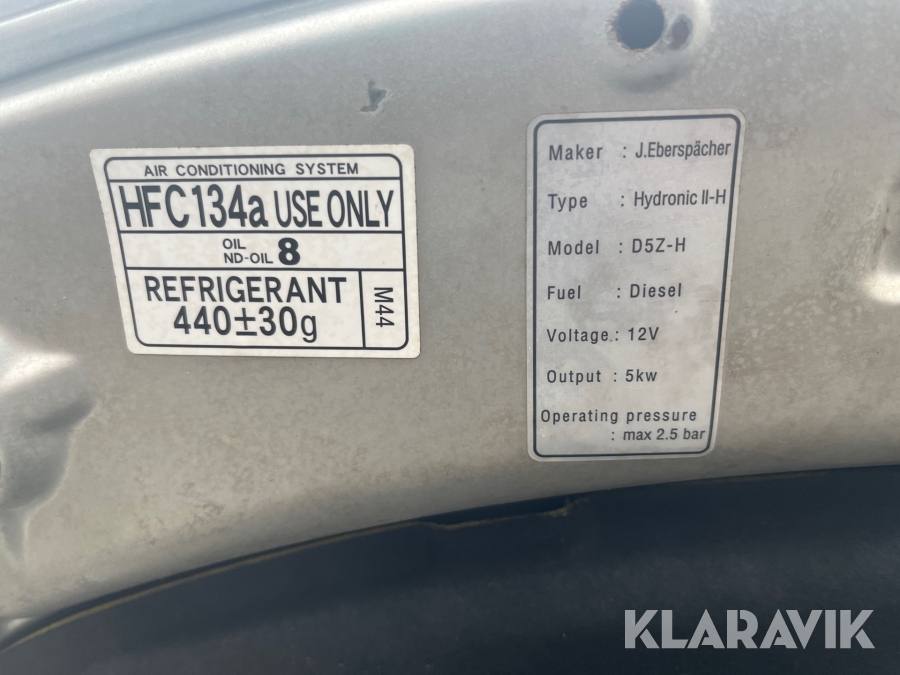 AIR CONDITIONING SYSTEM
HFC134a USE ONLY
OIL
ND-OIL 8
REFRIGERANT
440±30g
M44
Maker : J.Eberspächer
Type : Hydronic II-H
Model : D5Z-H
Fuel : Diesel
Voltage : 12V
Output : 5kw
Operating pressure
: max 2.5 bar
KLARAVIK